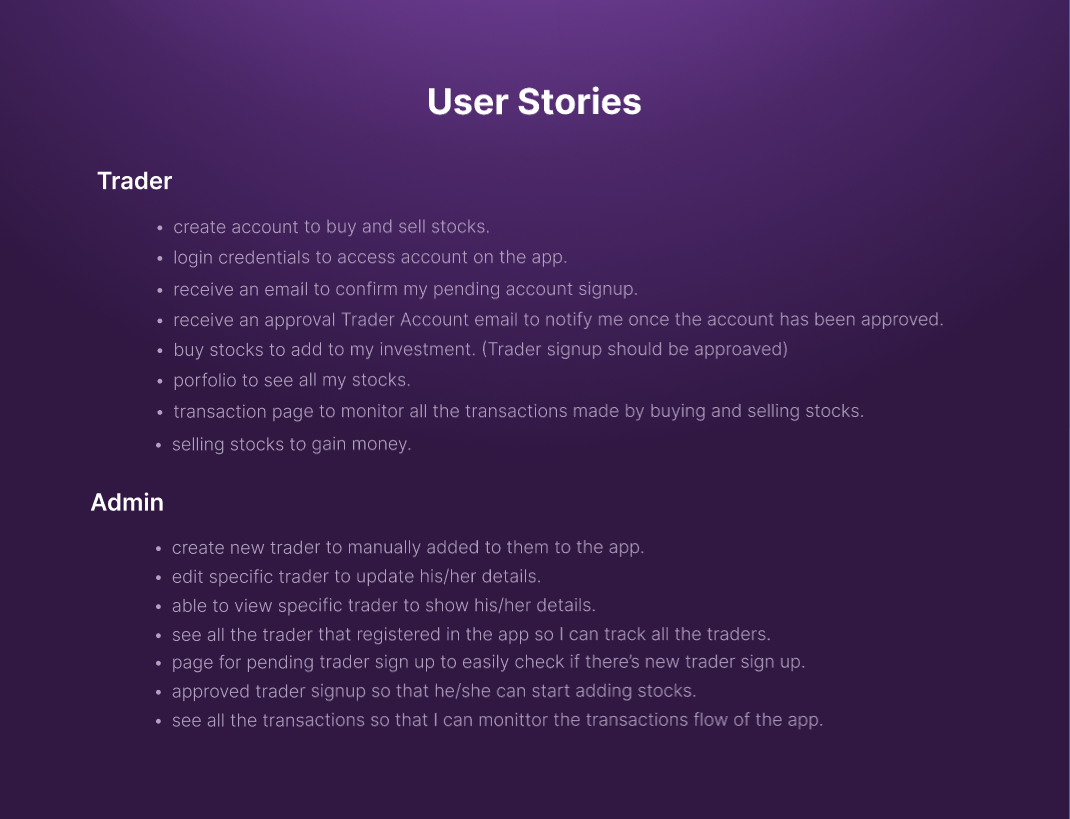 User Stories
Trader
• create account to buy and sell stocks.
• login credentials to access account on the app.
• receive an email to confirm my pending account signup.
• receive an approval Trader Account email to notify me once the account has been approved.
• buy stocks to add to my investment. (Trader signup should be approaved)
• porfolio to see all my stocks.
• transaction page to monitor all the transactions made by buying and selling stocks.
• selling stocks to gain money.
Admin
• create new trader to manually added to them to the app.
• edit specific trader to update his/her details.
• able to view specific trader to show his/her details.
• see all the trader that registered in the app so I can track all the traders.
• page for pending trader sign up to easily check if there’s new trader sign up.
• approved trader signup so that he/she can start adding stocks.
• see all the transactions so that I can monittor the transactions flow of the app.